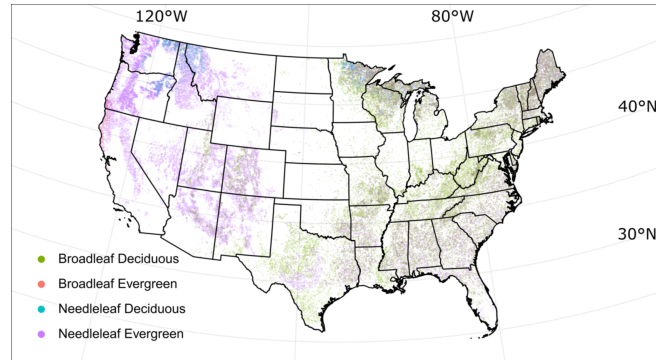 120°W
80°W
40°N
30°N
Broadleaf Deciduous
Broadleaf Evergreen
Needleleaf Deciduous
Needleleaf Evergreen